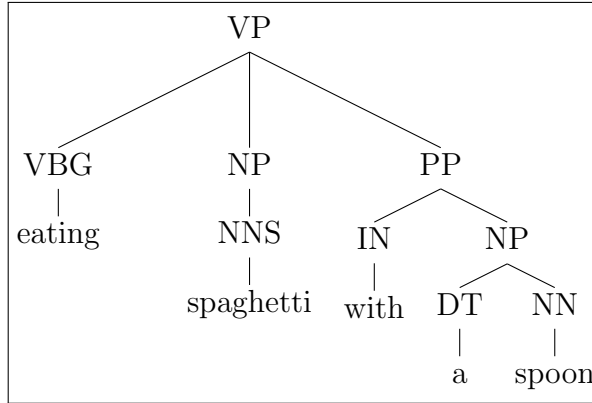 VP
VBG NP PP
eating NNS IN NP
spaghetti with DT NN
a spoon